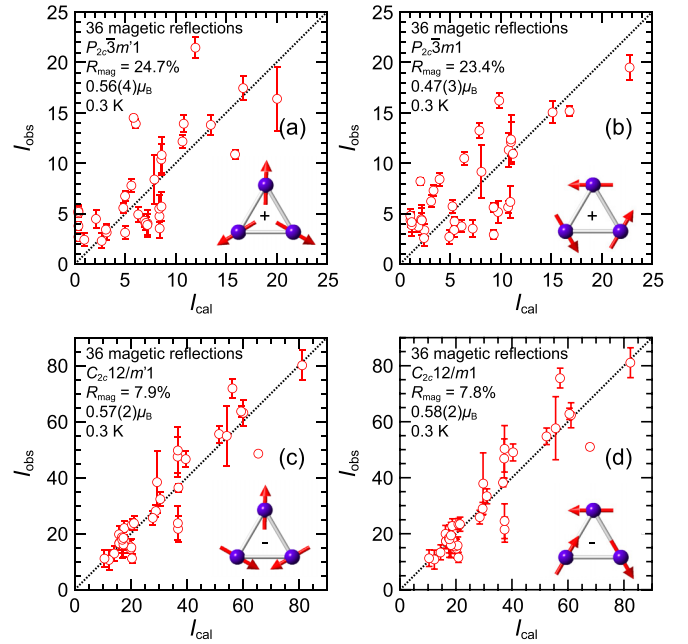 36 magetic reflections
P2c3̅m'1
Rmag = 24.7%
0.56(4)μB
0.3 K
(a)
+
Iobs
Ical
0 5 10 15 20 25
0 5 10 15 20 25
36 magetic reflections
P2c3̅m1
Rmag = 23.4%
0.47(3)μB
0.3 K
(b)
+
Iobs
Ical
0 5 10 15 20 25
0 5 10 15 20 25
36 magetic reflections
C2c12/m'1
Rmag = 7.9%
0.57(2)μB
0.3 K
(c)
-
Iobs
Ical
0 20 40 60 80
0 20 40 60 80
36 magetic reflections
C2c12/m1
Rmag = 7.8%
0.58(2)μB
0.3 K
(d)
-
Iobs
Ical
0 20 40 60 80
0 20 40 60 80